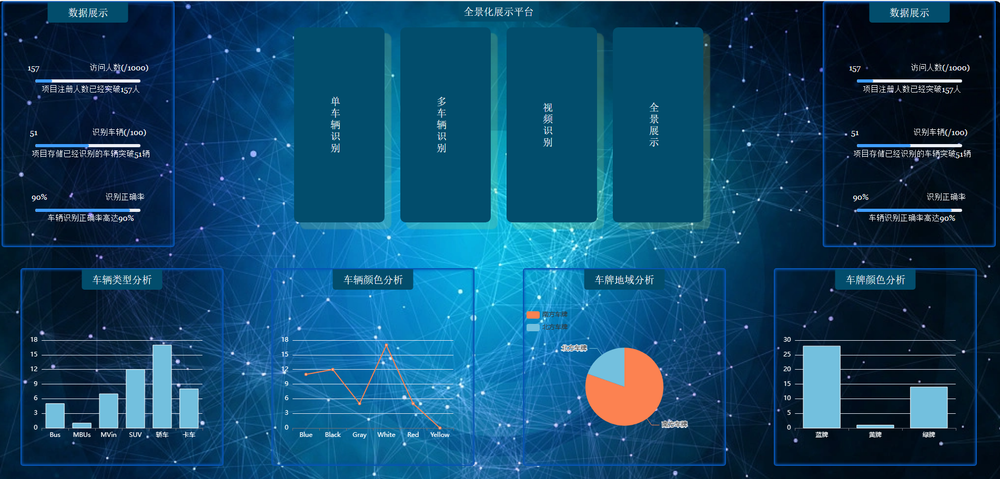 数据展示
157 访问人数(/1000)
项目注册人数已经突破157人
51 识别车辆(/100)
项目存储已经识别的车辆突破51辆
90% 识别正确率
车辆识别正确率高达90%
全景化展示平台
单车辆识别
多车辆识别
视频识别
全景展示
数据展示
157 访问人数(/1000)
项目注册人数已经突破157人
51 识别车辆(/100)
项目存储已经识别的车辆突破51辆
90% 识别正确率
车辆识别正确率高达90%
车辆类型分析
18
15
12
9
6
3
0
Bus MBUs MVin SUV 轿车 卡车
车辆颜色分析
18
15
12
9
6
3
0
Blue Black Gray White Red Yellow
车牌地域分析
南方车牌
北方车牌
北方车牌
南方车牌
车牌颜色分析
30
25
20
15
10
5
0
蓝牌 黄牌 绿牌